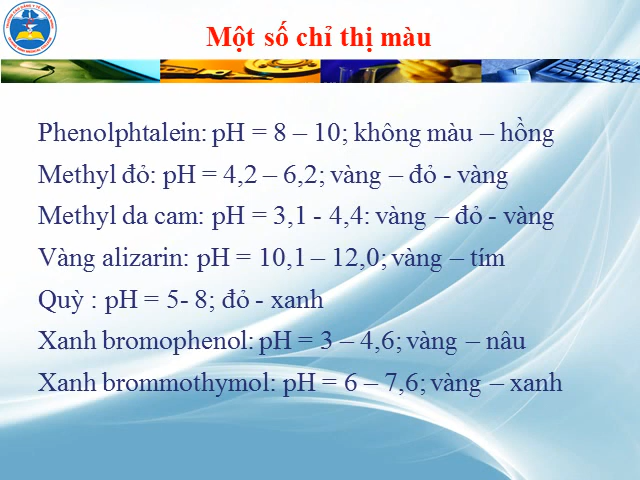 Một số chỉ thị màu
Phenolphtalein: pH = 8 – 10; không màu – hồng
Methyl đỏ: pH = 4,2 – 6,2; vàng – đỏ - vàng
Methyl da cam: pH = 3,1 - 4,4: vàng – đỏ - vàng
Vàng alizarin: pH = 10,1 – 12,0; vàng – tím
Quỳ : pH = 5- 8; đỏ - xanh
Xanh bromophenol: pH = 3 – 4,6; vàng – nâu
Xanh brommothymol: pH = 6 – 7,6; vàng – xanh